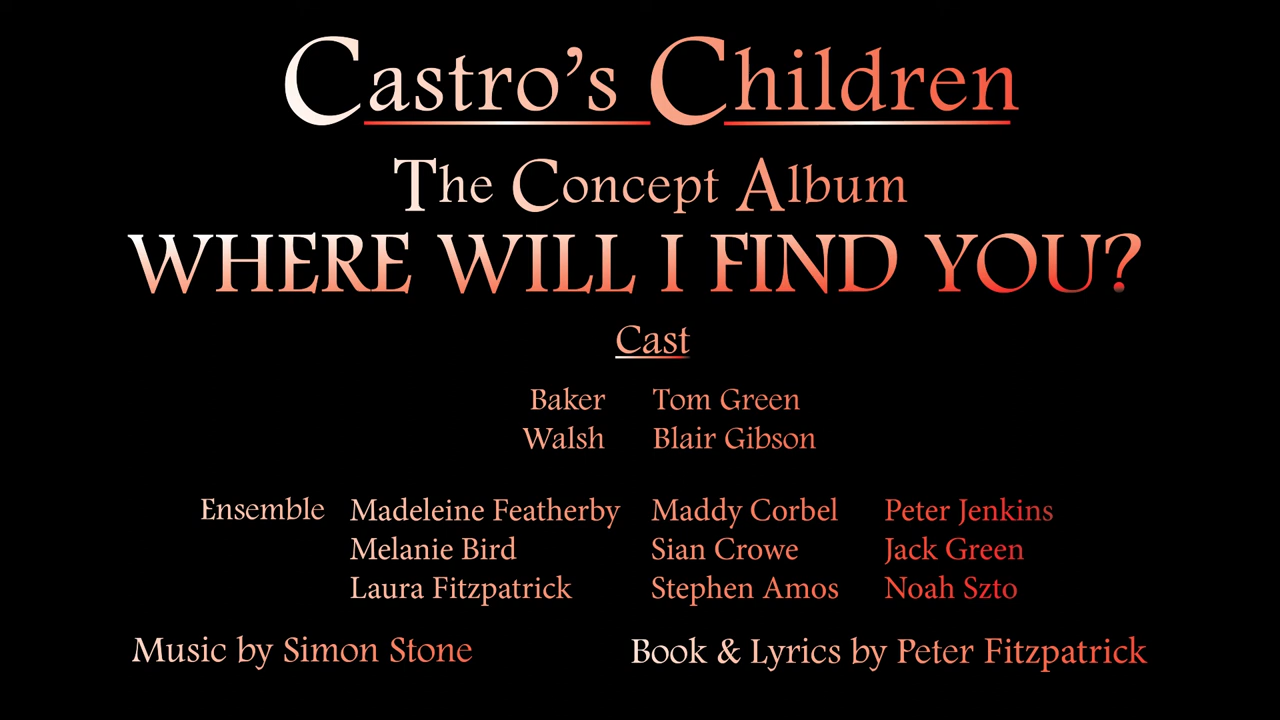 Castro’s Children
The Concept Album
WHERE WILL I FIND YOU?
Cast
Baker Tom Green
Walsh Blair Gibson
Ensemble Madeleine Featherby Maddy Corbel Peter Jenkins
Melanie Bird Sian Crowe Jack Green
Laura Fitzpatrick Stephen Amos Noah Szto
Music by Simon Stone Book & Lyrics by Peter Fitzpatrick